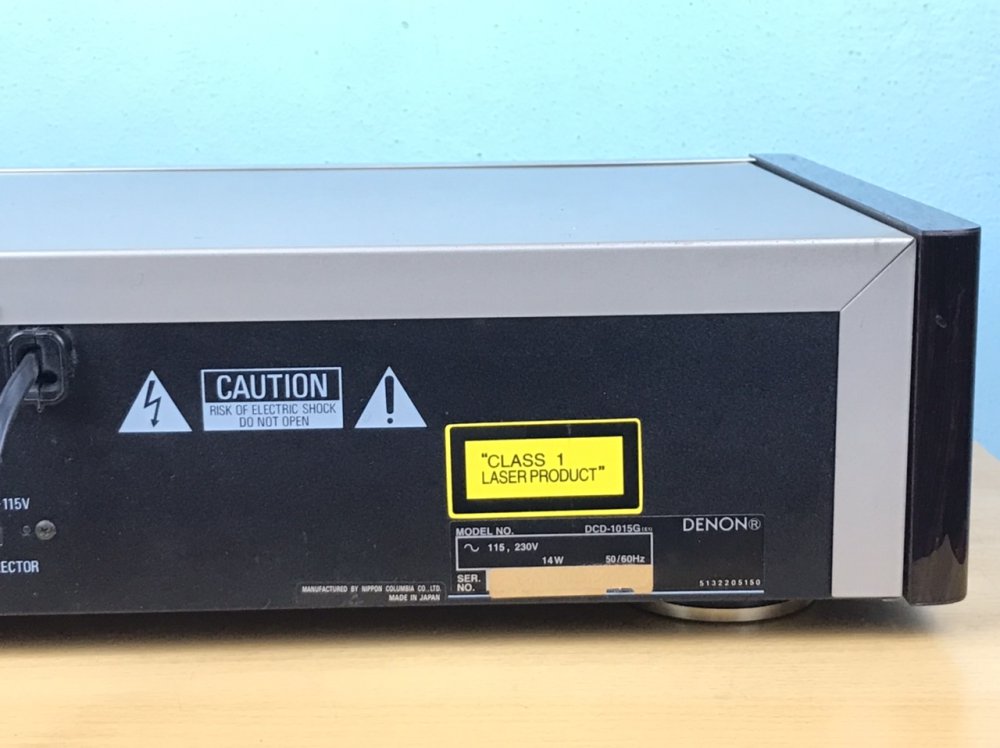 CAUTION
RISK OF ELECTRIC SHOCK
DO NOT OPEN
"CLASS 1
LASER PRODUCT"
115V
ECTOR
MODEL NO. DCD-1015G
DENON®
115, 230V
14W 50/60Hz
SER.
NO.
5132205150
MANUFACTURED BY NIPPON COLUMBIA CO.,LTD.
MADE IN JAPAN